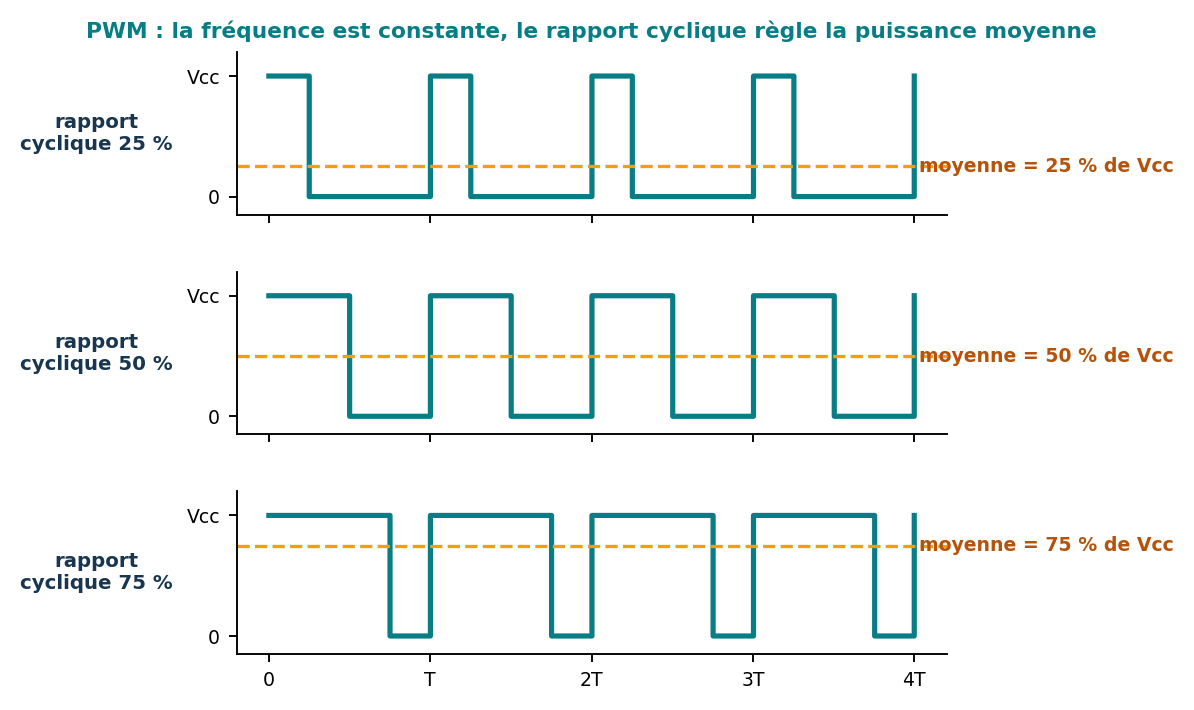 PWM : la fréquence est constante, le rapport cyclique règle la puissance moyenne
Vcc
rapport
cyclique 25 %
moyenne = 25 % de Vcc
0
Vcc
rapport
cyclique 50 %
moyenne = 50 % de Vcc
0
Vcc
moyenne = 75 % de Vcc
rapport
cyclique 75 %
0
0 T 2T 3T 4T